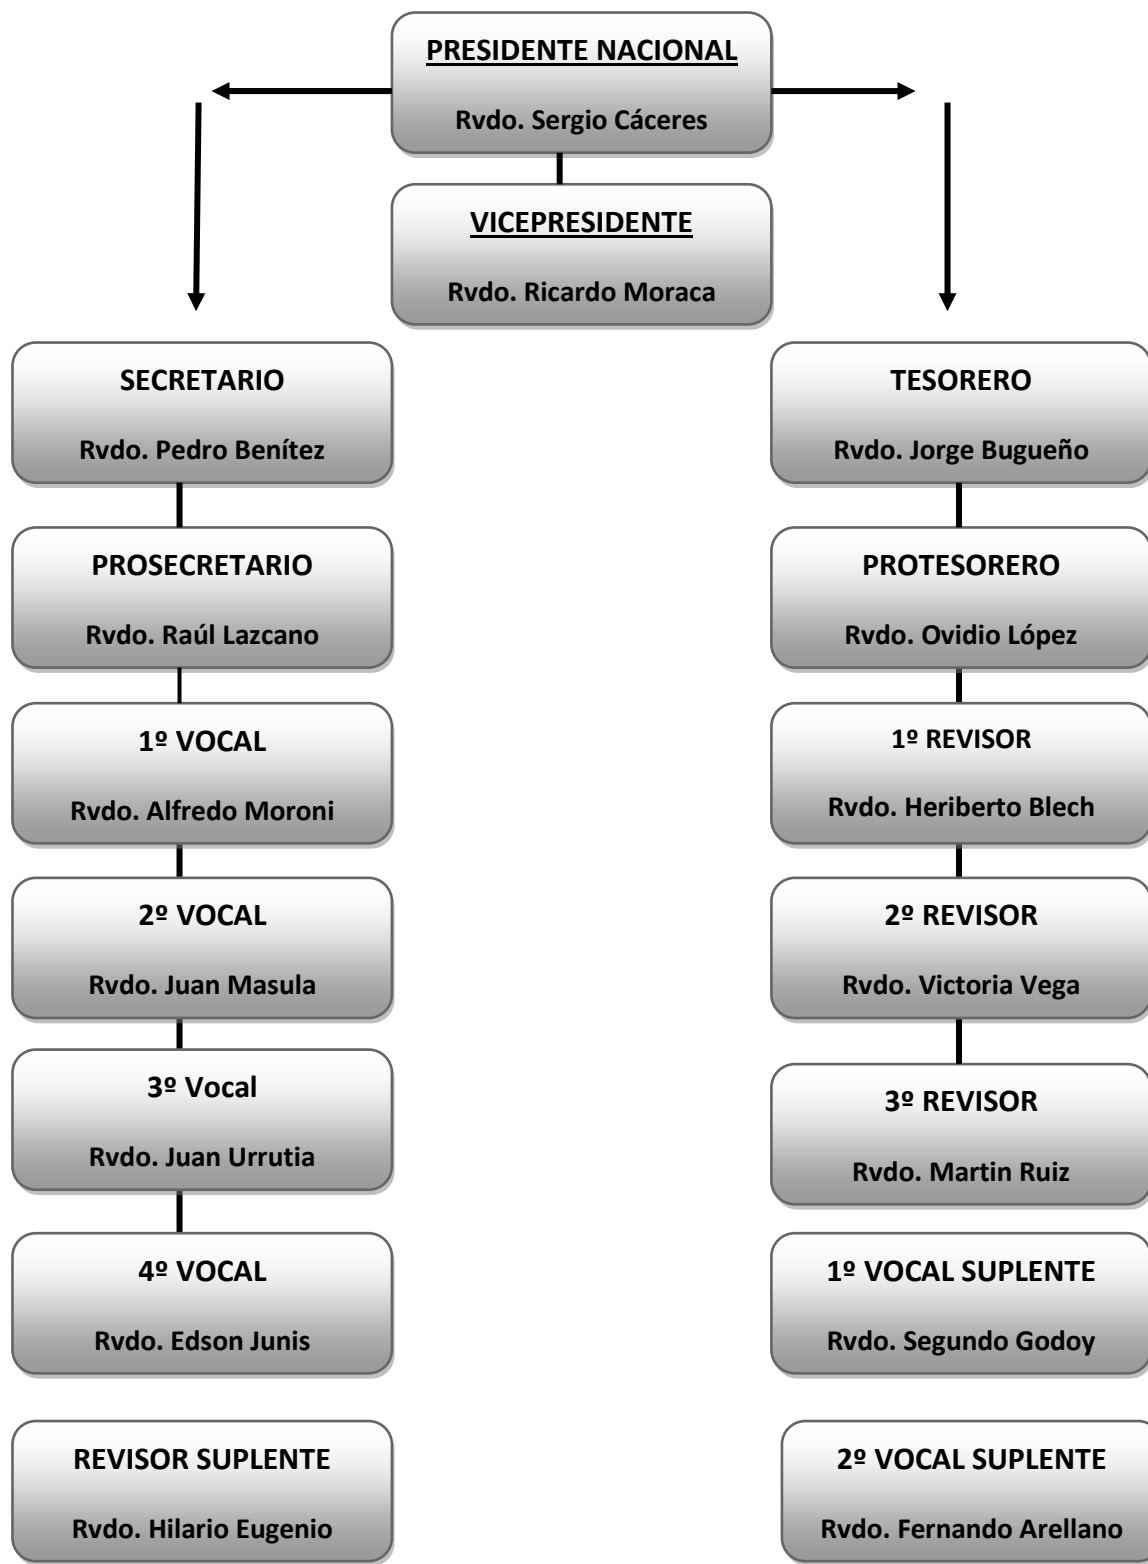 PRESIDENTE NACIONAL
Rvdo. Sergio Cáceres
VICEPRESIDENTE
Rvdo. Ricardo Moraca
SECRETARIO
Rvdo. Pedro Benítez
PROSECRETARIO
Rvdo. Raúl Lazcano
1º VOCAL
Rvdo. Alfredo Moroni
2º VOCAL
Rvdo. Juan Masula
3º Vocal
Rvdo. Juan Urrutia
4º VOCAL
Rvdo. Edson Junis
REVISOR SUPLENTE
Rvdo. Hilario Eugenio
TESORERO
Rvdo. Jorge Bugueño
PROTESORERO
Rvdo. Ovidio López
1º REVISOR
Rvdo. Heriberto Blech
2º REVISOR
Rvdo. Victoria Vega
3º REVISOR
Rvdo. Martin Ruiz
1º VOCAL SUPLENTE
Rvdo. Segundo Godoy
2º VOCAL SUPLENTE
Rvdo. Fernando Arellano